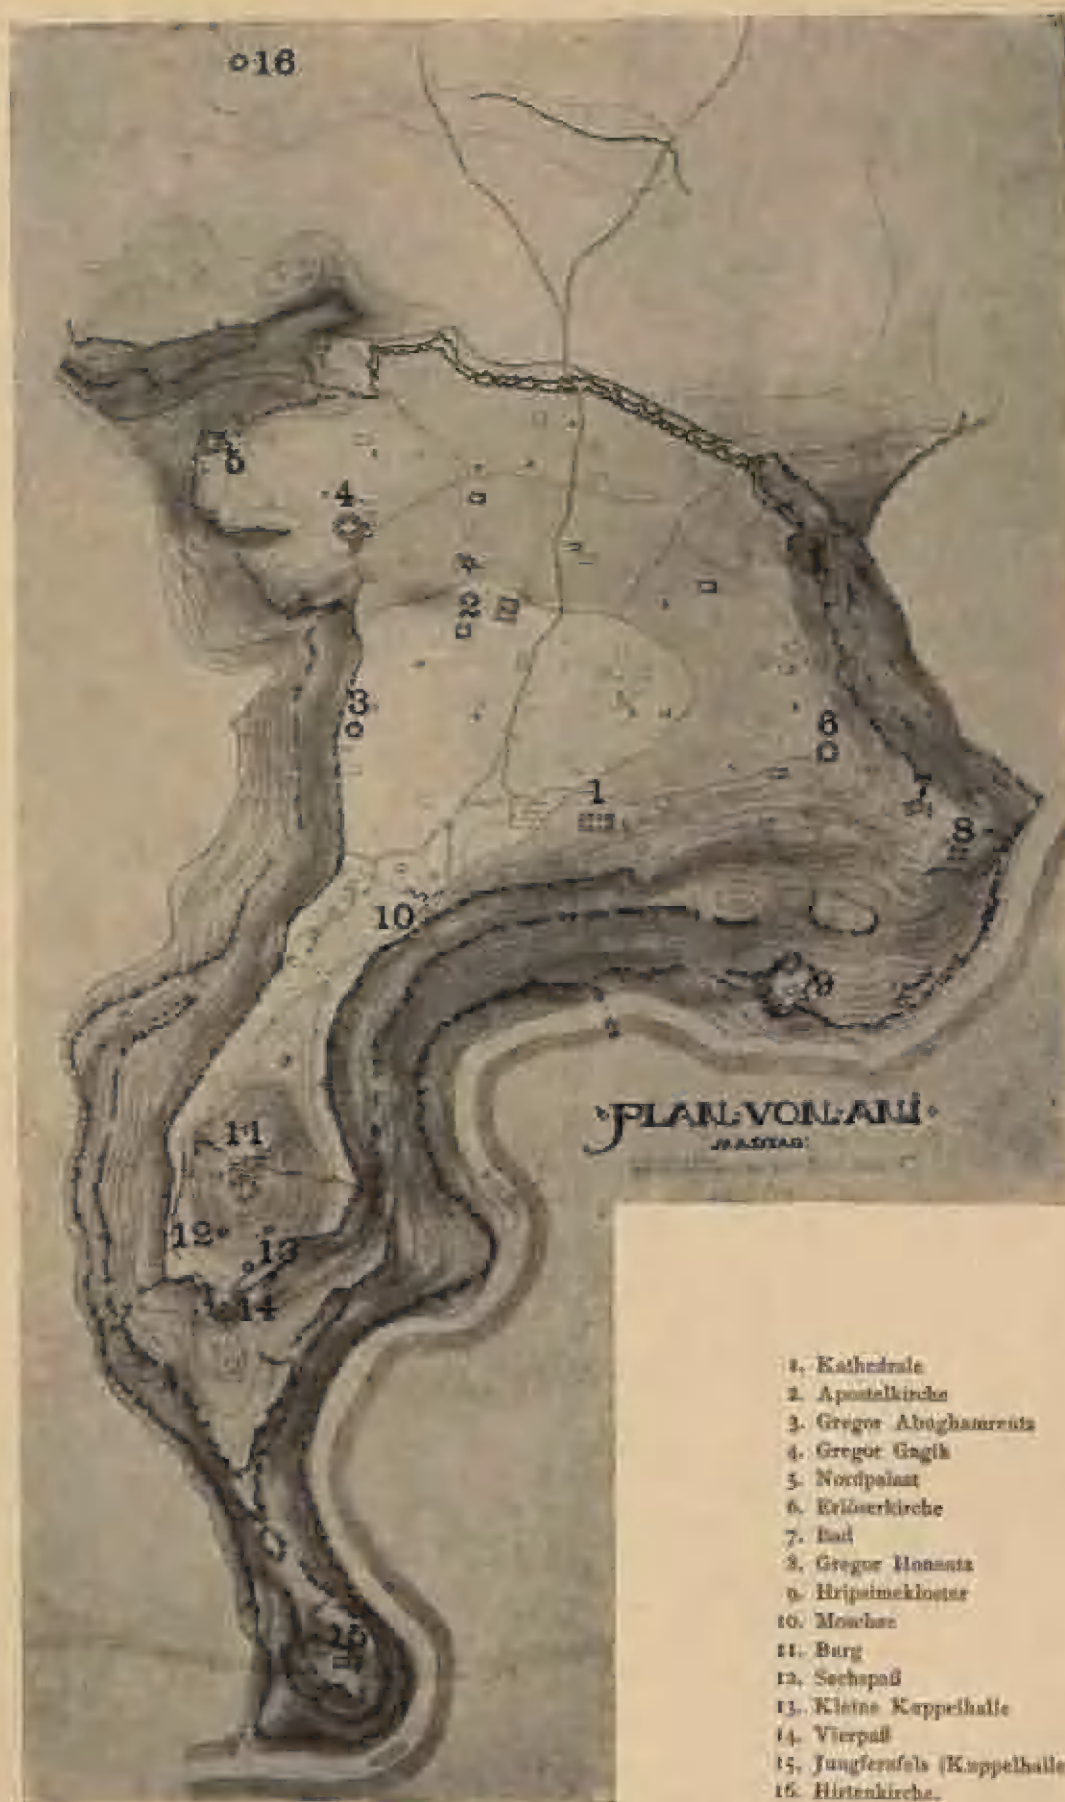 16
5
4
2
3
6
1
7
8
10
9
·PLAN·VON·ANI·
11
12
13
14
15
1. Kathedrale
2. Apostelkirche
3. Gregor Abughamrentz
4. Gregor Gagik
5. Nordpalast
6. Erlöserkirche
7. Bad
8. Gregor Honentz
9. Hripsimekloster
10. Moschee
11. Burg
12. Sechspaß
13. Kleine Kuppelhalle
14. Vierpaß
15. Jungfernfels (Kuppelhalle
16. Hirtenkirche.